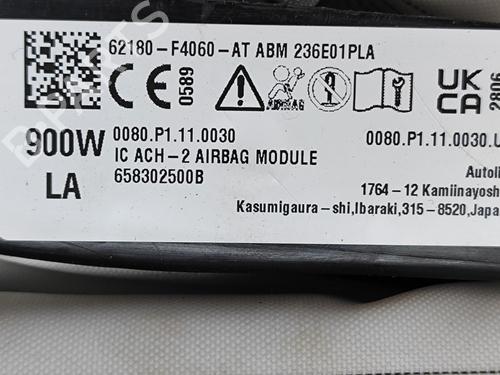 62180-F4060-AT ABM 236E01PLA
CE 0589
AIRBAG
UK CA
900W
0080.P1.11.0030
0080.P1.11.0030.U
IC ACH-2 AIRBAG MODULE
LA
658302500B
Autoli
1764-12 Kamiinayosh
Kasumigaura-shi,Ibaraki,315-8520,Japa